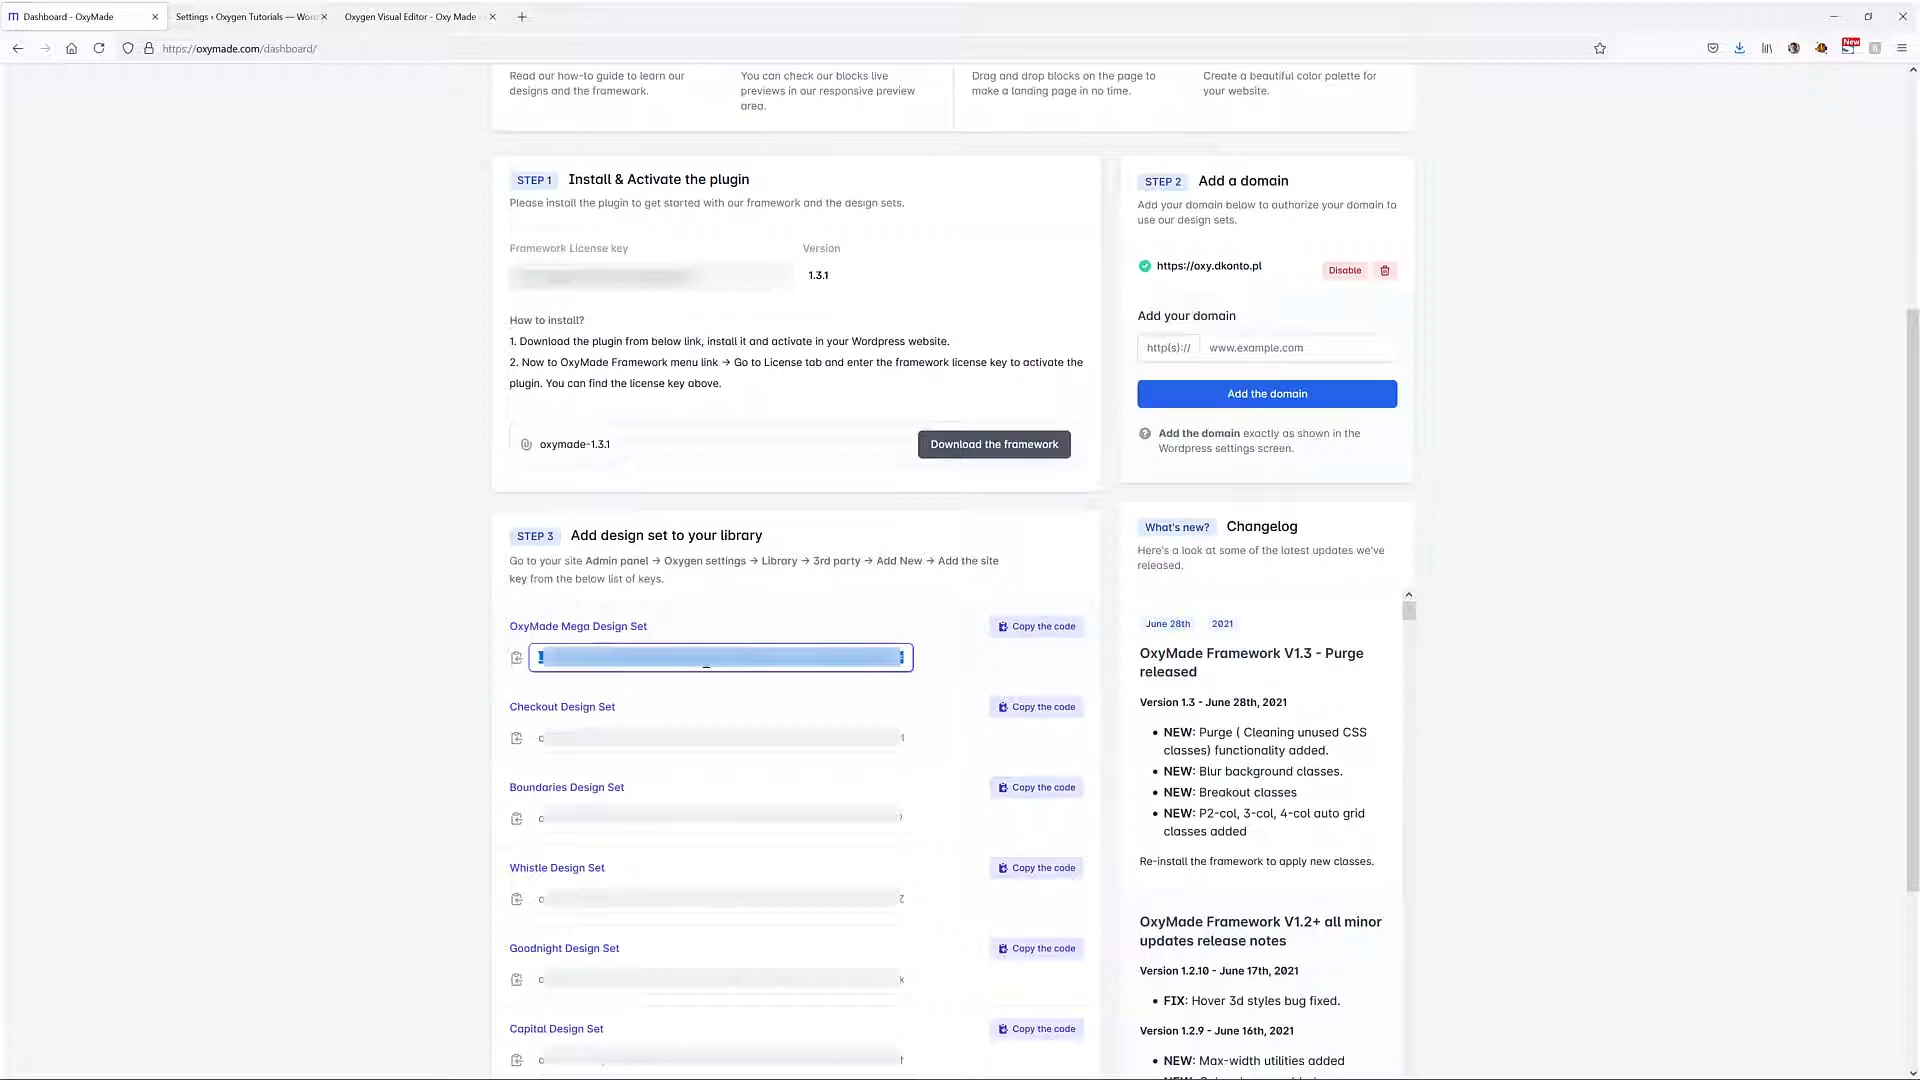 Dashboard - OxyMade
Settings ‹ Oxygen Tutorials — Wor
Oxygen Visual Editor - Oxy Made
https://oxymade.com/dashboard/
New
Read our how-to guide to learn our
designs and the framework.
You can check our blocks live
previews in our responsive preview
area.
Drag and drop blocks on the page to
make a landing page in no time.
Create a beautiful color palette for
your website.
STEP 1 Install & Activate the plugin
Please install the plugin to get started with our framework and the design sets.
Framework License key Version
1.3.1
How to install?
1. Download the plugin from below link, install it and activate in your Wordpress website.
2. Now to OxyMade Framework menu link → Go to License tab and enter the framework license key to activate the
plugin. You can find the license key above.
oxymade-1.3.1 Download the framework
STEP 2 Add a domain
Add your domain below to authorize your domain to
use our design sets.
https://oxy.dkonto.pl Disable
Add your domain
http(s):// www.example.com
Add the domain
Add the domain exactly as shown in the
Wordpress settings screen.
STEP 3 Add design set to your library
Go to your site Admin panel → Oxygen settings → Library → 3rd party → Add New → Add the site
key from the below list of keys.
OxyMade Mega Design Set Copy the code
Checkout Design Set Copy the code
Boundaries Design Set Copy the code
Whistle Design Set Copy the code
Goodnight Design Set Copy the code
Capital Design Set Copy the code
What's new? Changelog
Here's a look at some of the latest updates we've
released.
June 28th 2021
OxyMade Framework V1.3 - Purge
released
Version 1.3 - June 28th, 2021
• NEW: Purge ( Cleaning unused CSS
classes) functionality added.
• NEW: Blur background classes.
• NEW: Breakout classes
• NEW: P2-col, 3-col, 4-col auto grid
classes added
Re-install the framework to apply new classes.
OxyMade Framework V1.2+ all minor
updates release notes
Version 1.2.10 - June 17th, 2021
• FIX: Hover 3d styles bug fixed.
Version 1.2.9 - June 16th, 2021
• NEW: Max-width utilities added